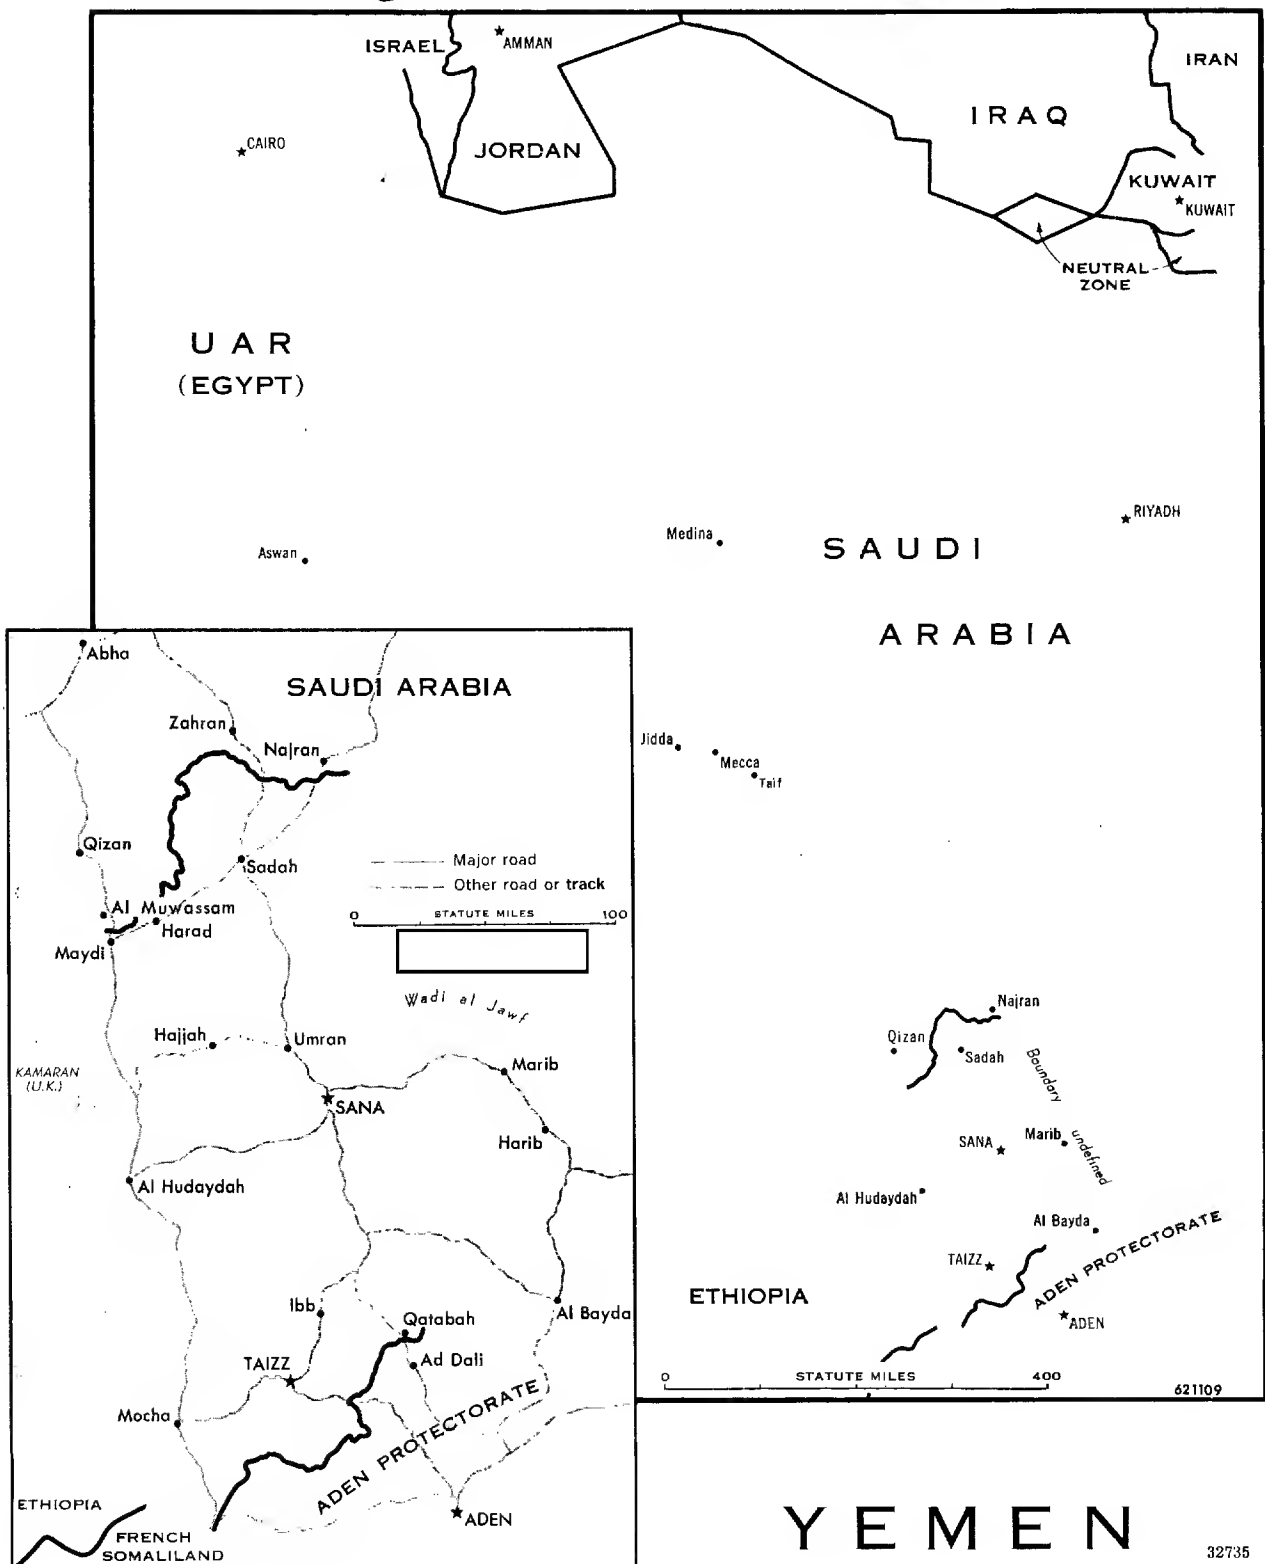 ISRAEL
AMMAN
IRAN
CAIRO
IRAQ
JORDAN
KUWAIT
KUWAIT
NEUTRAL
ZONE
UAR
(EGYPT)
RIYADH
Medina
SAUDI
Aswan
ARABIA
Jidda
Mecca
Taif
Najran
Qizan
Sadah
Boundary
undefined
SANA
Marib
Al Hudaydah
Al Bayda
TAIZZ
ADEN PROTECTORATE
ETHIOPIA
ADEN
0 STATUTE MILES 400
621109
Abha
SAUDI ARABIA
Zahran
Najran
Qizan
Sadah
Major road
Other road or track
0 STATUTE MILES 100
Al Muwassam
Harad
Maydi
Wadi al Jawf
Hajjah
Umran
KAMARAN
(U.K.)
Marib
SANA
Harib
Al Hudaydah
Ibb
Al Bayda
Qatabah
TAIZZ
Ad Dali
Mocha
ADEN PROTECTORATE
ETHIOPIA
ADEN
FRENCH
SOMALILAND
YEMEN
32735